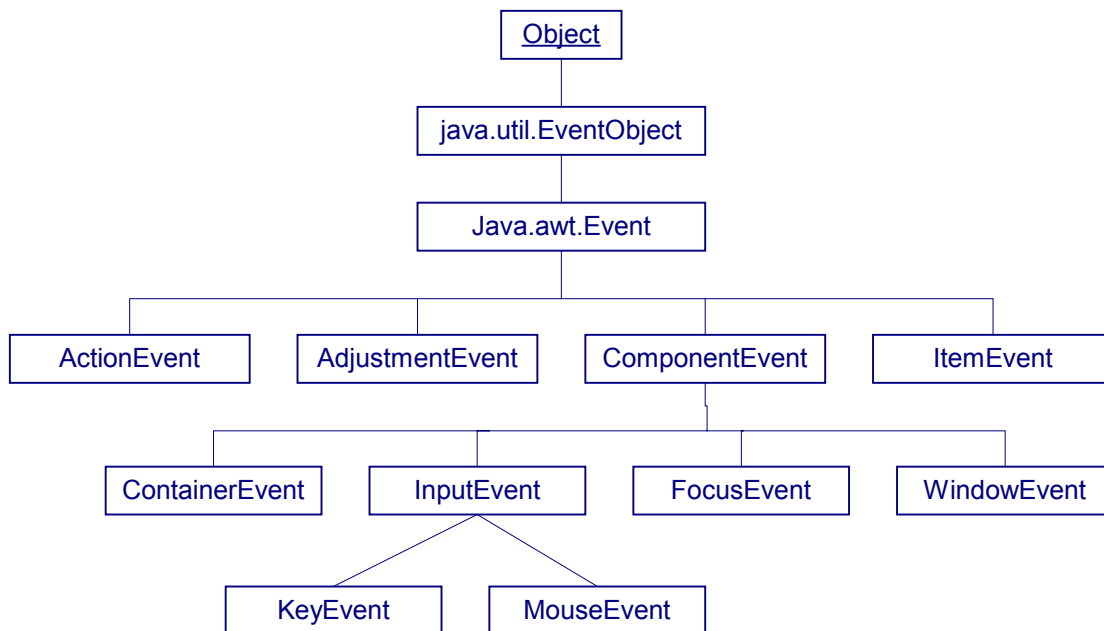 Object
java.util.EventObject
Java.awt.Event
ActionEvent
AdjustmentEvent
ComponentEvent
ItemEvent
ContainerEvent
InputEvent
FocusEvent
WindowEvent
KeyEvent
MouseEvent